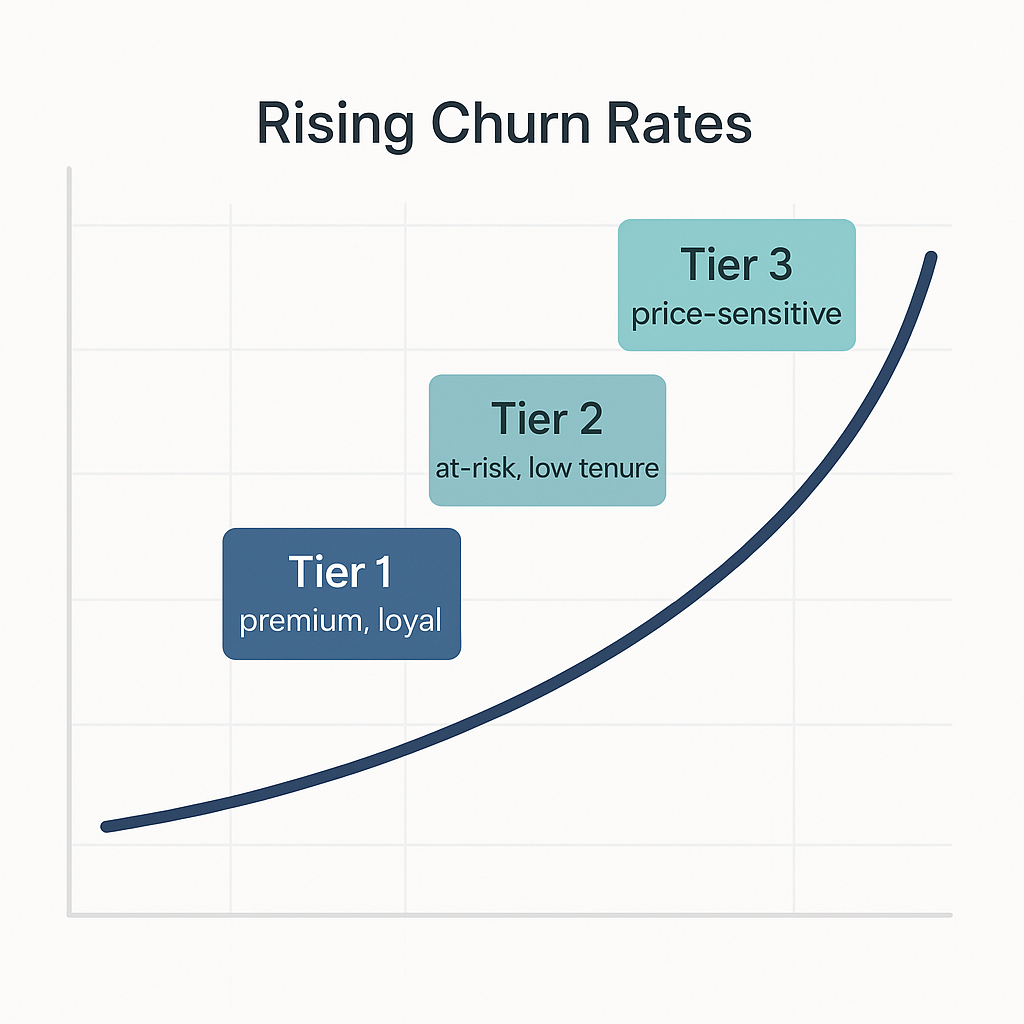 Rising Churn Rates
Tier 3
price-sensitive
Tier 2
at-risk, low tenure
Tier 1
premium, loyal